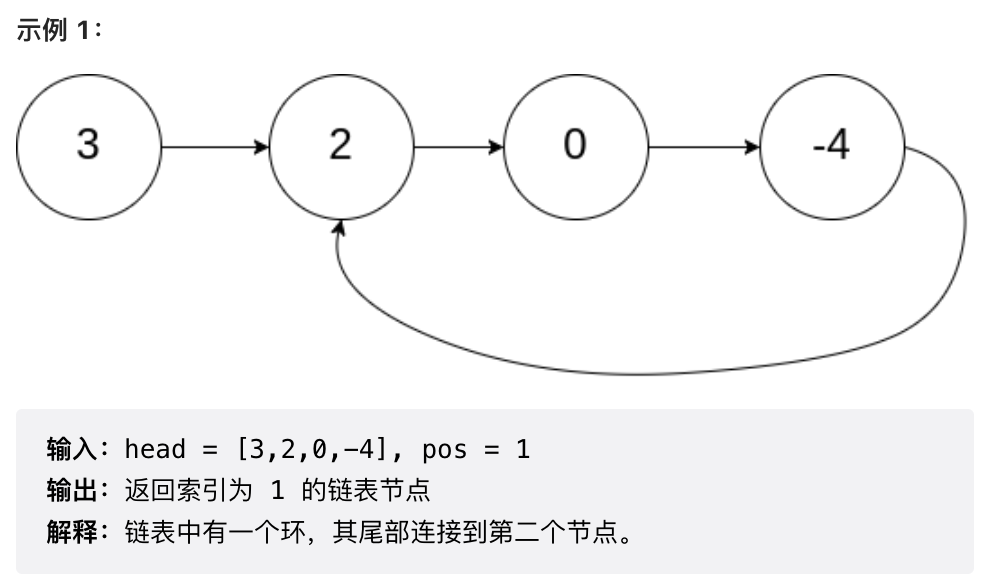 示例 1：
3 2 0 -4
输入：head = [3,2,0,-4], pos = 1
输出：返回索引为 1 的链表节点
解释：链表中有一个环，其尾部连接到第二个节点。